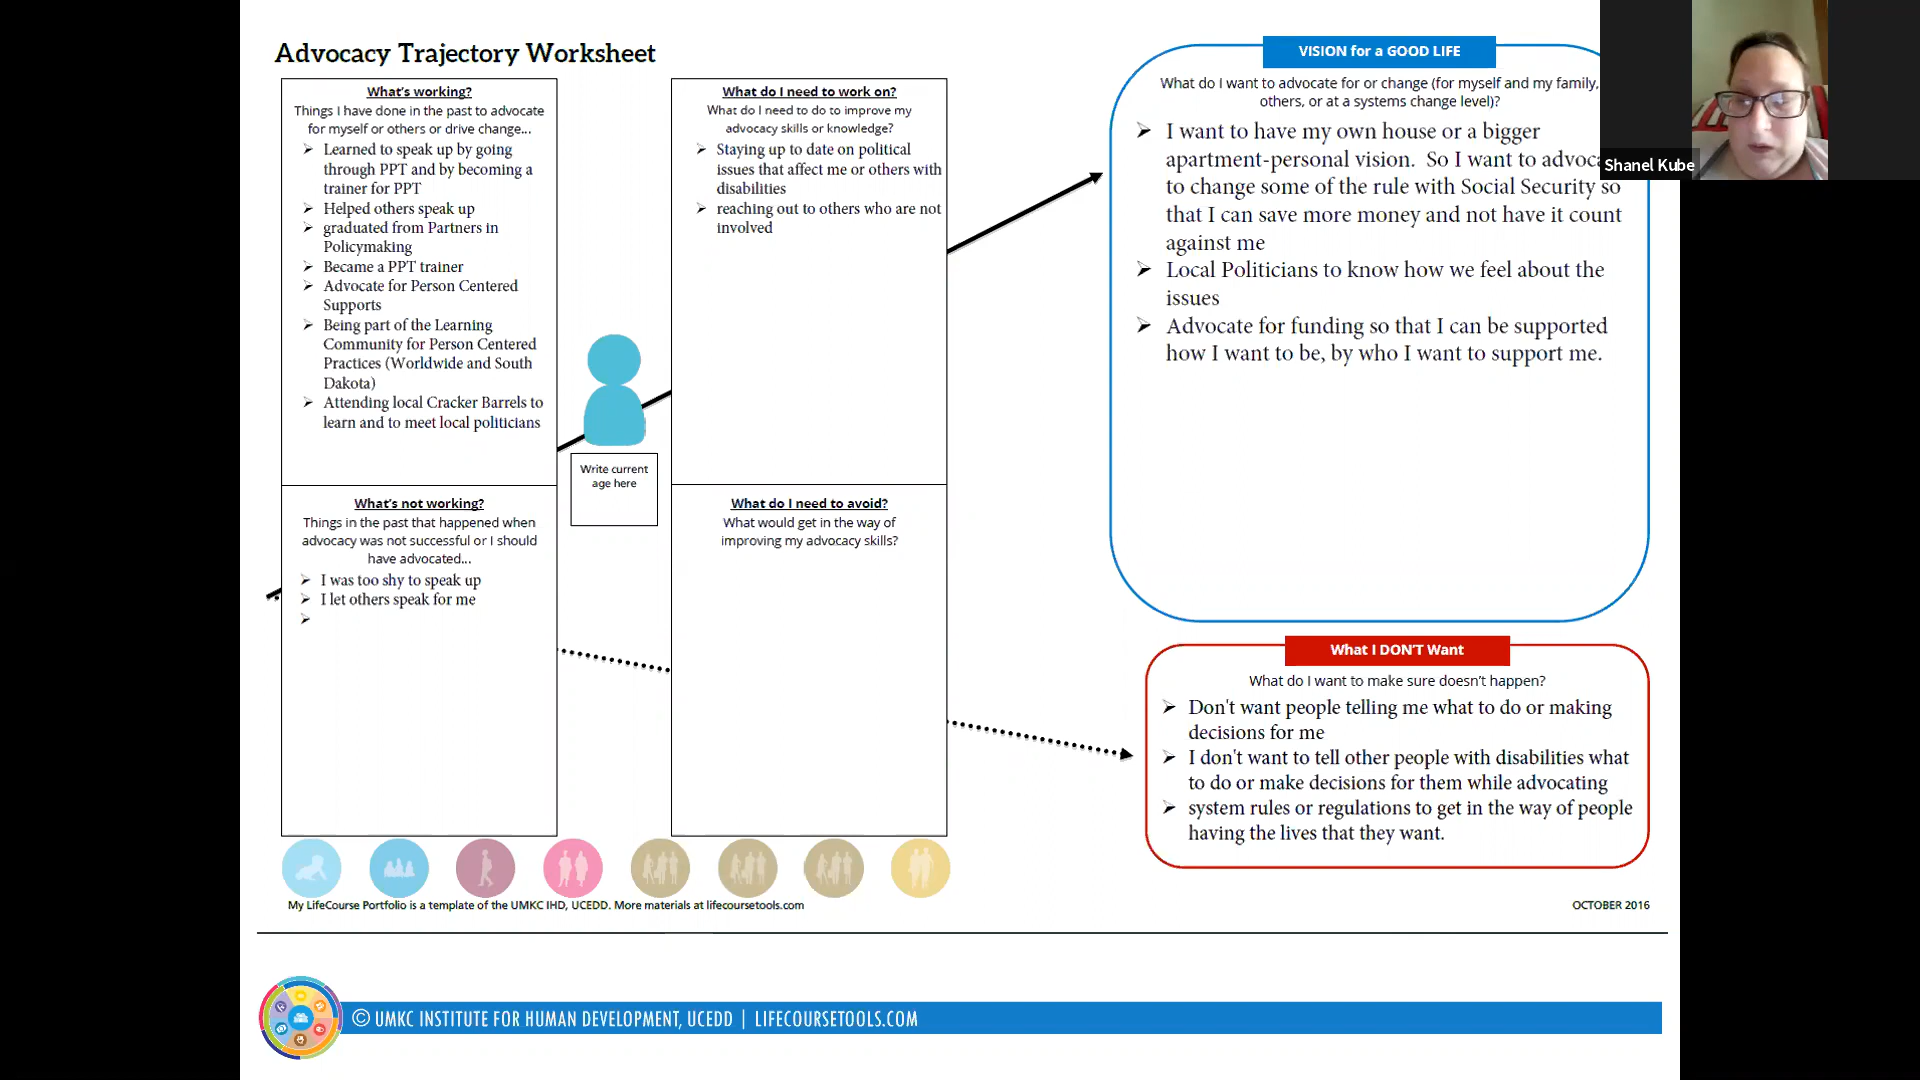 Advocacy Trajectory Worksheet
What's working?
Things I have done in the past to advocate
for myself or others or drive change...
➢ Learned to speak up by going
through PPT and by becoming a
trainer for PPT
➢ Helped others speak up
➢ graduated from Partners in
Policymaking
➢ Became a PPT trainer
➢ Advocate for Person Centered
Supports
➢ Being part of the Learning
Community for Person Centered
Practices (Worldwide and South
Dakota)
➢ Attending local Cracker Barrels to
learn and to meet local politicians
What's not working?
Things in the past that happened when
advocacy was not successful or I should
have advocated...
➢ I was too shy to speak up
➢ I let others speak for me
➢
Write current
age here
What do I need to work on?
What do I need to do to improve my
advocacy skills or knowledge?
➢ Staying up to date on political
issues that affect me or others with
disabilities
➢ reaching out to others who are not
involved
What do I need to avoid?
What would get in the way of
improving my advocacy skills?
VISION for a GOOD LIFE
What do I want to advocate for or change (for myself and my family,
others, or at a systems change level)?
➢ I want to have my own house or a bigger
apartment-personal vision. So I want to advoca
to change some of the rule with Social Security so
that I can save more money and not have it count
against me
➢ Local Politicians to know how we feel about the
issues
➢ Advocate for funding so that I can be supported
how I want to be, by who I want to support me.
What I DON'T Want
What do I want to make sure doesn't happen?
➢ Don't want people telling me what to do or making
decisions for me
➢ I don't want to tell other people with disabilities what
to do or make decisions for them while advocating
➢ system rules or regulations to get in the way of people
having the lives that they want.
My LifeCourse Portfolio is a template of the UMKC IHD, UCEDD. More materials at lifecoursetools.com
OCTOBER 2016
© UMKC INSTITUTE FOR HUMAN DEVELOPMENT, UCEDD | LIFECOURSETOOLS.COM
Shanel Kube